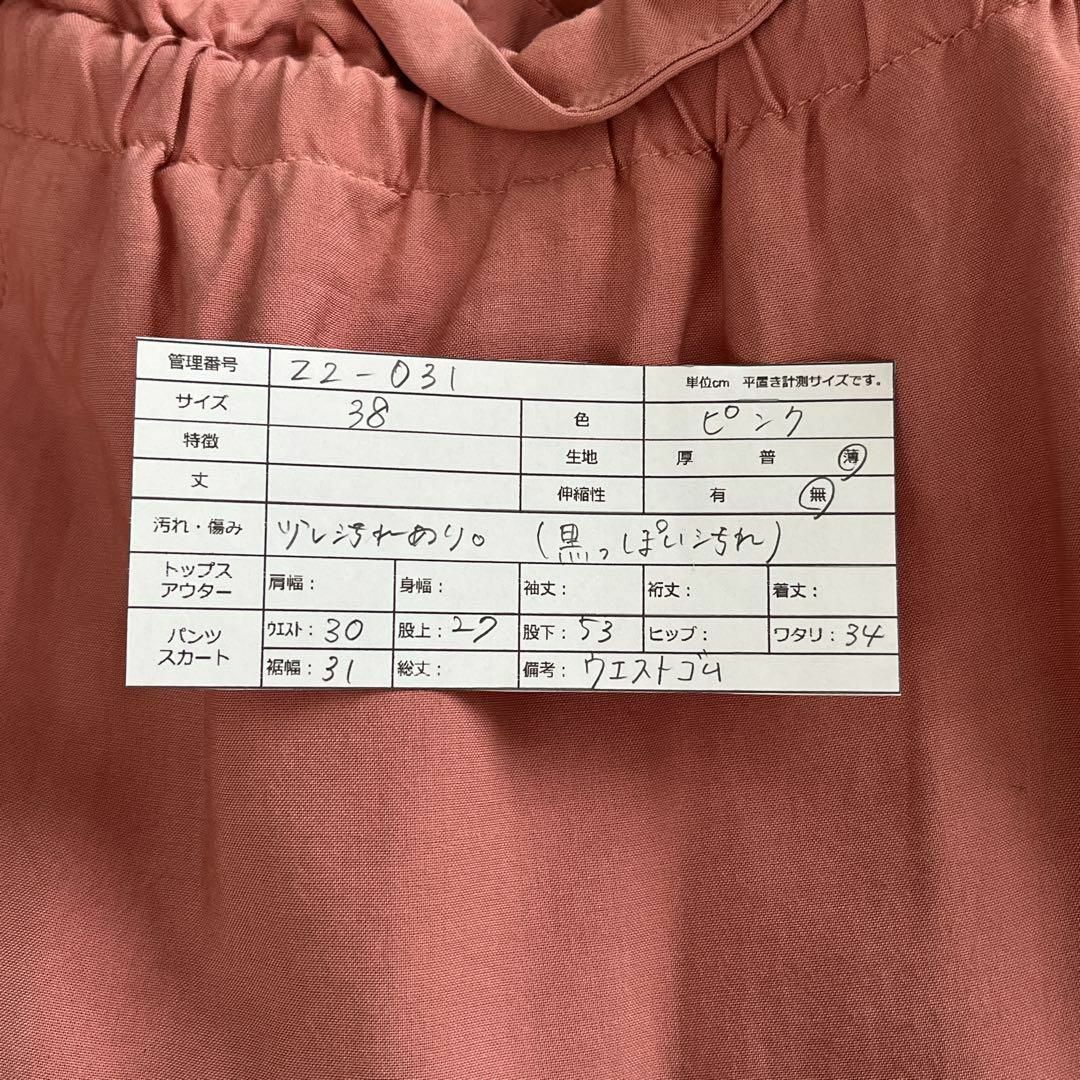 管理番号 Z2-031 単位cm 平置き計測サイズです。
サイズ 38 色 ピンク
特徴 生地 厚 普 薄
丈 伸縮性 有 無
汚れ・傷み 少し汚れあり。 (黒っぽい汚れ)
トップス アウター 肩幅: 身幅: 袖丈: 裄丈: 着丈:
パンツ スカート ウエスト: 30 股上: 27 股下: 53 ヒップ: ワタリ: 34
裾幅: 31 総丈: 備考: ウエストゴム